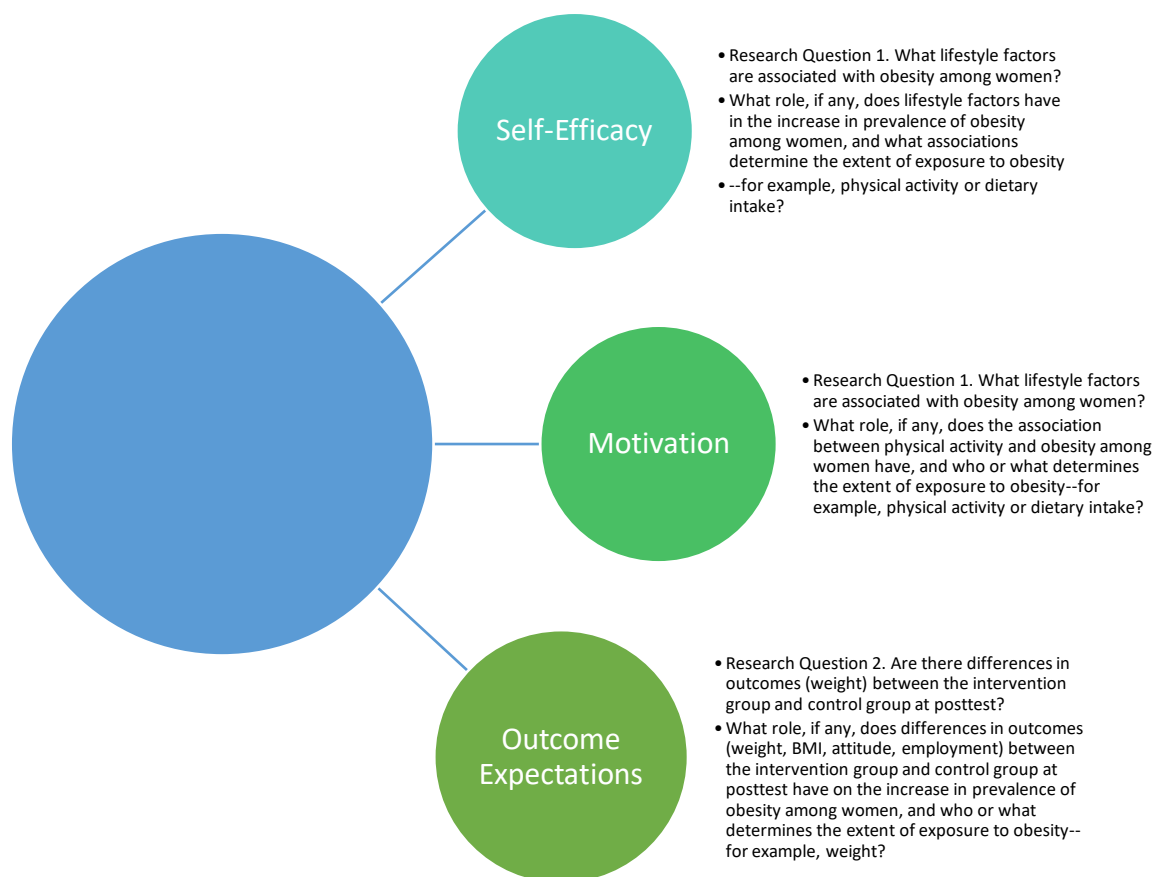 Self-Efficacy
• Research Question 1. What lifestyle factors
are associated with obesity among women?
• What role, if any, does lifestyle factors have
in the increase in prevalence of obesity
among women, and what associations
determine the extent of exposure to obesity
• --for example, physical activity or dietary
intake?
Motivation
• Research Question 1. What lifestyle factors
are associated with obesity among women?
• What role, if any, does the association
between physical activity and obesity among
women have, and who or what determines
the extent of exposure to obesity--for
example, physical activity or dietary intake?
Outcome
Expectations
• Research Question 2. Are there differences in
outcomes (weight) between the intervention
group and control group at posttest?
• What role, if any, does differences in outcomes
(weight, BMI, attitude, employment) between
the intervention group and control group at
posttest have on the increase in prevalence of
obesity among women, and who or what
determines the extent of exposure to obesity--
for example, weight?